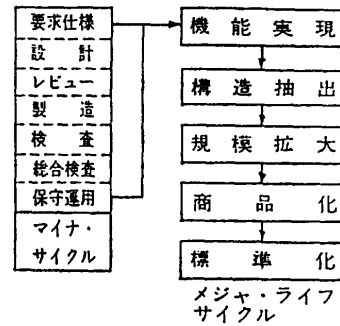 要求仕様
設計
レビュー
製造
検査
総合検査
保守運用
マイナ・
サイクル
機能実現
構造抽出
規模拡大
商品化
標準化
メジャ・ライフ
サイクル